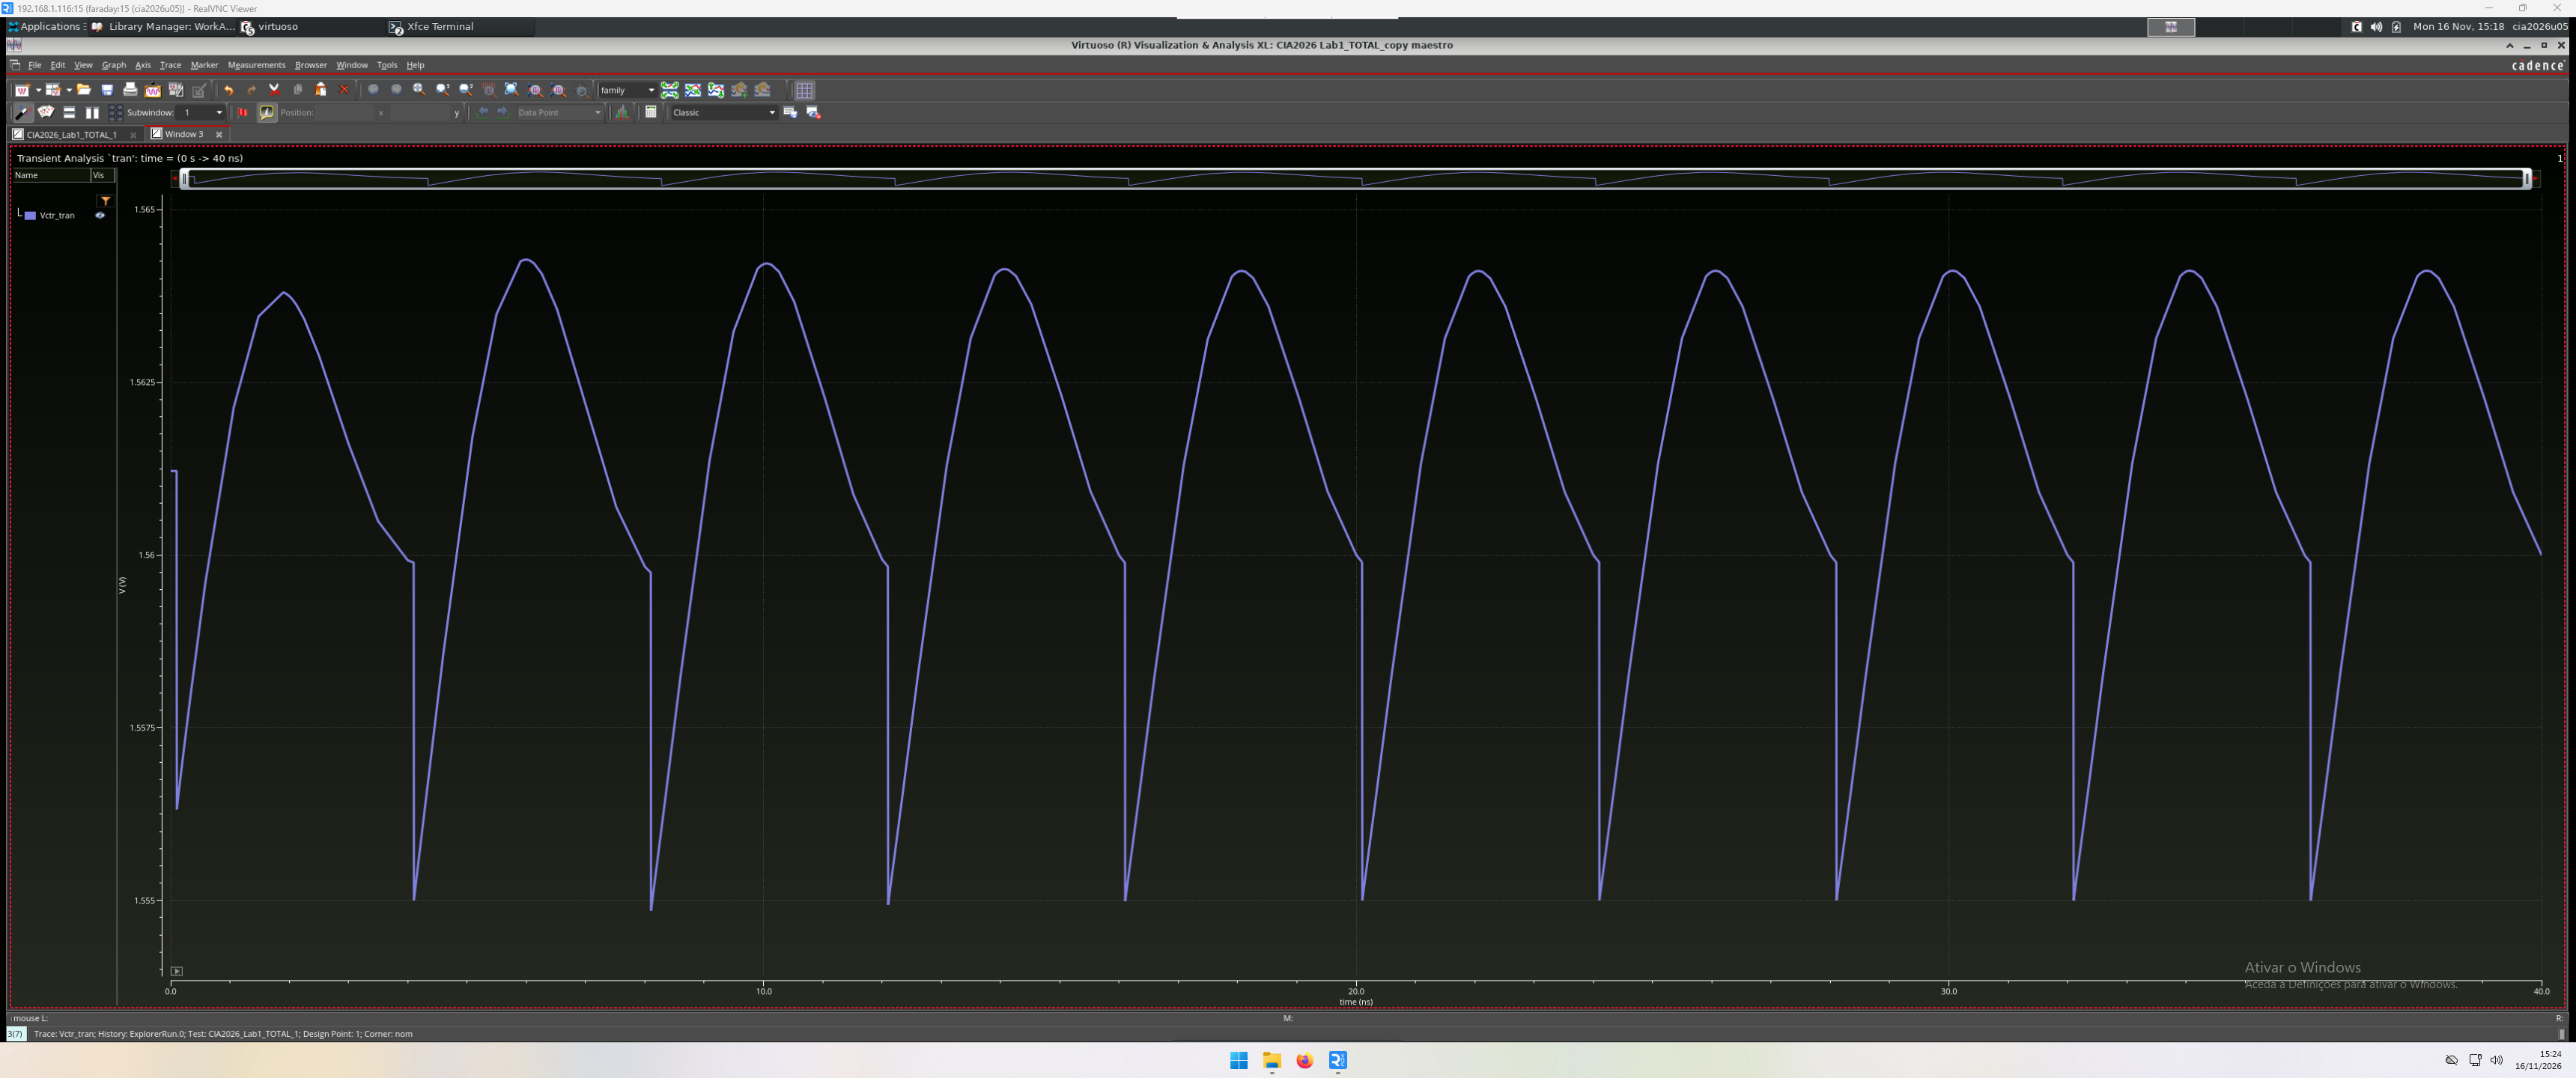 192.168.1.116:15 (faraday:15 (cia2026u05)) - RealVNC Viewer
Applications Library Manager: WorkA... virtuoso Xfce Terminal Mon 16 Nov, 15:18 cia2026u05
Virtuoso (R) Visualization & Analysis XL: CIA2026 Lab1_TOTAL_copy maestro
File Edit View Graph Axis Trace Marker Measurements Browser Window Tools Help
cādence
family
Subwindow: 1 Position: x y Data Point Classic
CIA2026_Lab1_TOTAL_1 Window 3
Transient Analysis `tran': time = (0 s -> 40 ns)
1
Name Vis
Vctr_tran
1.565
1.5625
1.56
V (V)
1.5575
1.555
0.0 10.0 20.0 30.0 40.0
time (ns)
Ativar o Windows
Aceda a Definições para ativar o Windows.
mouse L: M: R:
3(7) Trace: Vctr_tran; History: ExplorerRun.0; Test: CIA2026_Lab1_TOTAL_1; Design Point: 1; Corner: nom
15:24
16/11/2026